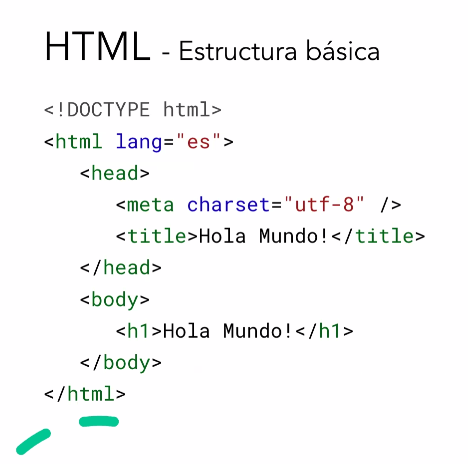 HTML - Estructura básica
<!DOCTYPE html>
<html lang="es">
<head>
<meta charset="utf-8" />
<title>Hola Mundo!</title>
</head>
<body>
<h1>Hola Mundo!</h1>
</body>
</html>